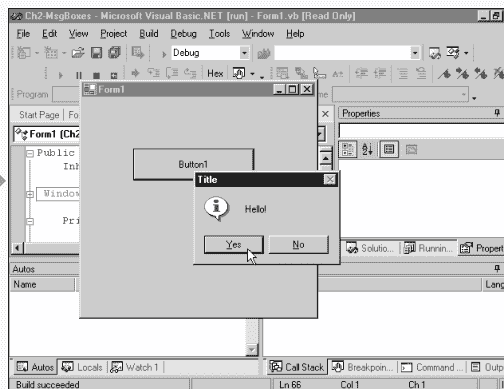 Ch2-MsgBoxes - Microsoft Visual Basic.NET [run] - Form1.vb [Read Only]
File Edit View Project Build Debug Tools Window Help
Debug
Hex
Program
Form1
Start Page
Properties
Form1 (Ch2
Public
Button1
Title
Window
Hello!
Yes No
Solutio... Runnin... Propert
Autos
Name
Lang
Autos Locals Watch 1
Call Stack Breakpoin... Command ... Outp
Build succeeded Ln 66 Col 1 Ch 1